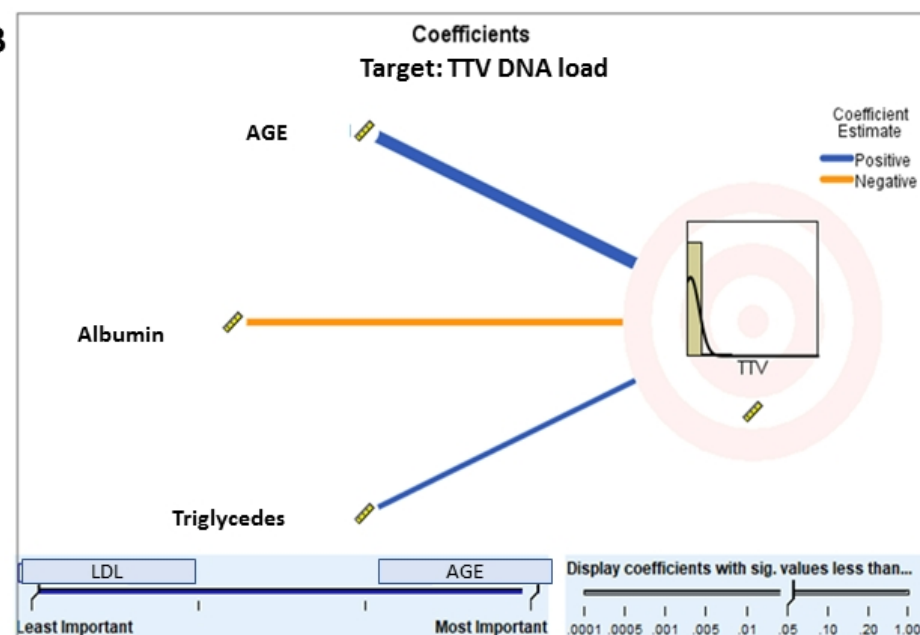 B
Coefficients
Target: TTV DNA load
AGE
Coefficient
Estimate
Positive
Negative
Albumin
TTV
Triglycedes
LDL
AGE
Least Important
Most Important
Display coefficients with sig. values less than...
.0001 .0005 .001 .005 .01 .05 .10 .20 1.00